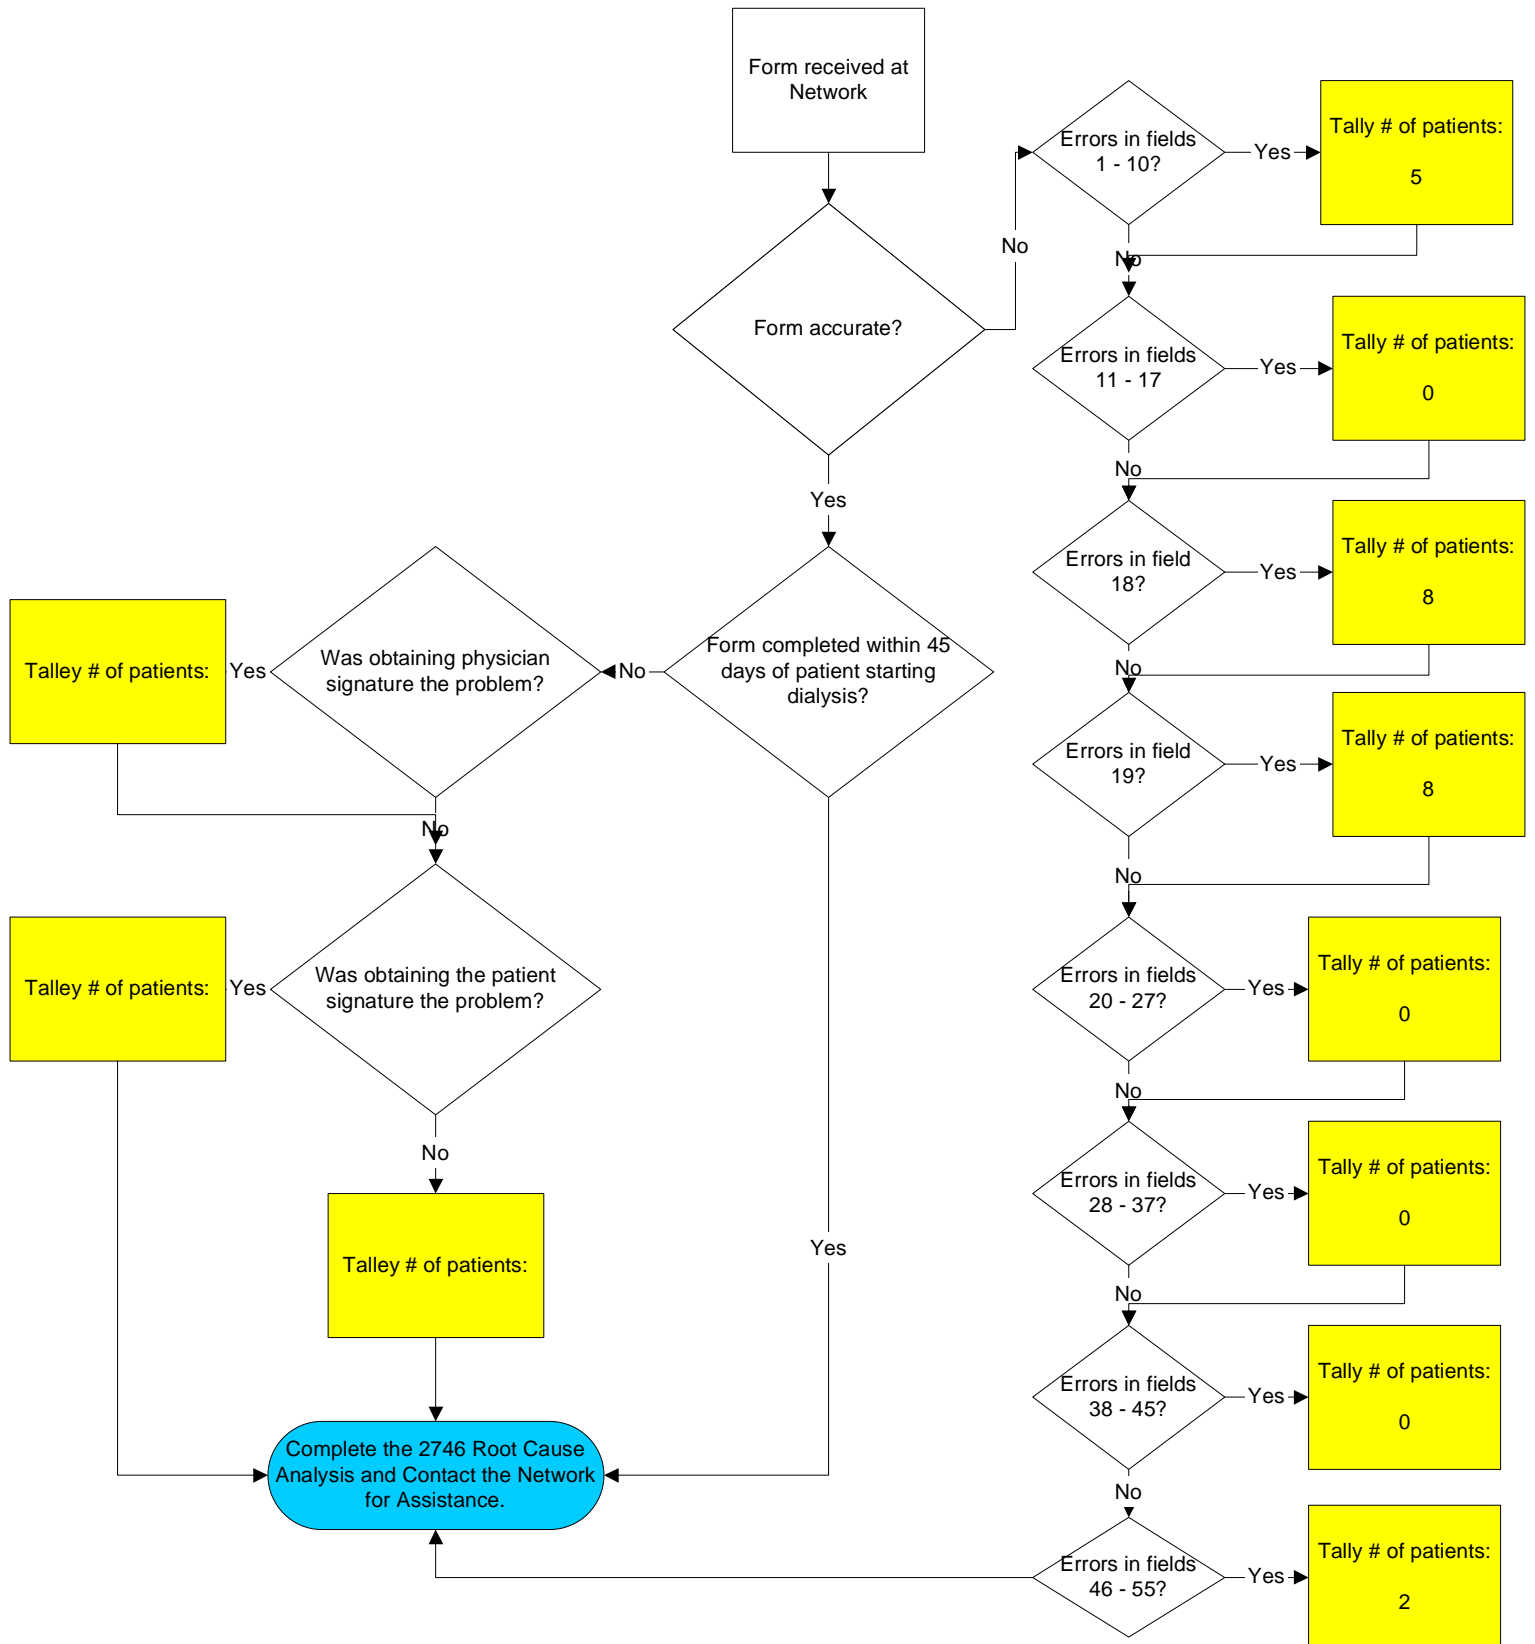 Form received at
Network
Form accurate?
No
Yes
Form completed within 45
days of patient starting
dialysis?
No
Yes
Was obtaining physician
signature the problem?
Yes
Talley # of patients:
No
Was obtaining the patient
signature the problem?
Yes
Talley # of patients:
No
Talley # of patients:
Complete the 2746 Root Cause
Analysis and Contact the Network
for Assistance.
Errors in fields
1 - 10?
Yes
Tally # of patients:
5
No
Errors in fields
11 - 17
Yes
Tally # of patients:
0
No
Errors in field
18?
Yes
Tally # of patients:
8
No
Errors in field
19?
Yes
Tally # of patients:
8
No
Errors in fields
20 - 27?
Yes
Tally # of patients:
0
No
Errors in fields
28 - 37?
Yes
Tally # of patients:
0
No
Errors in fields
38 - 45?
Yes
Tally # of patients:
0
No
Errors in fields
46 - 55?
Yes
Tally # of patients:
2